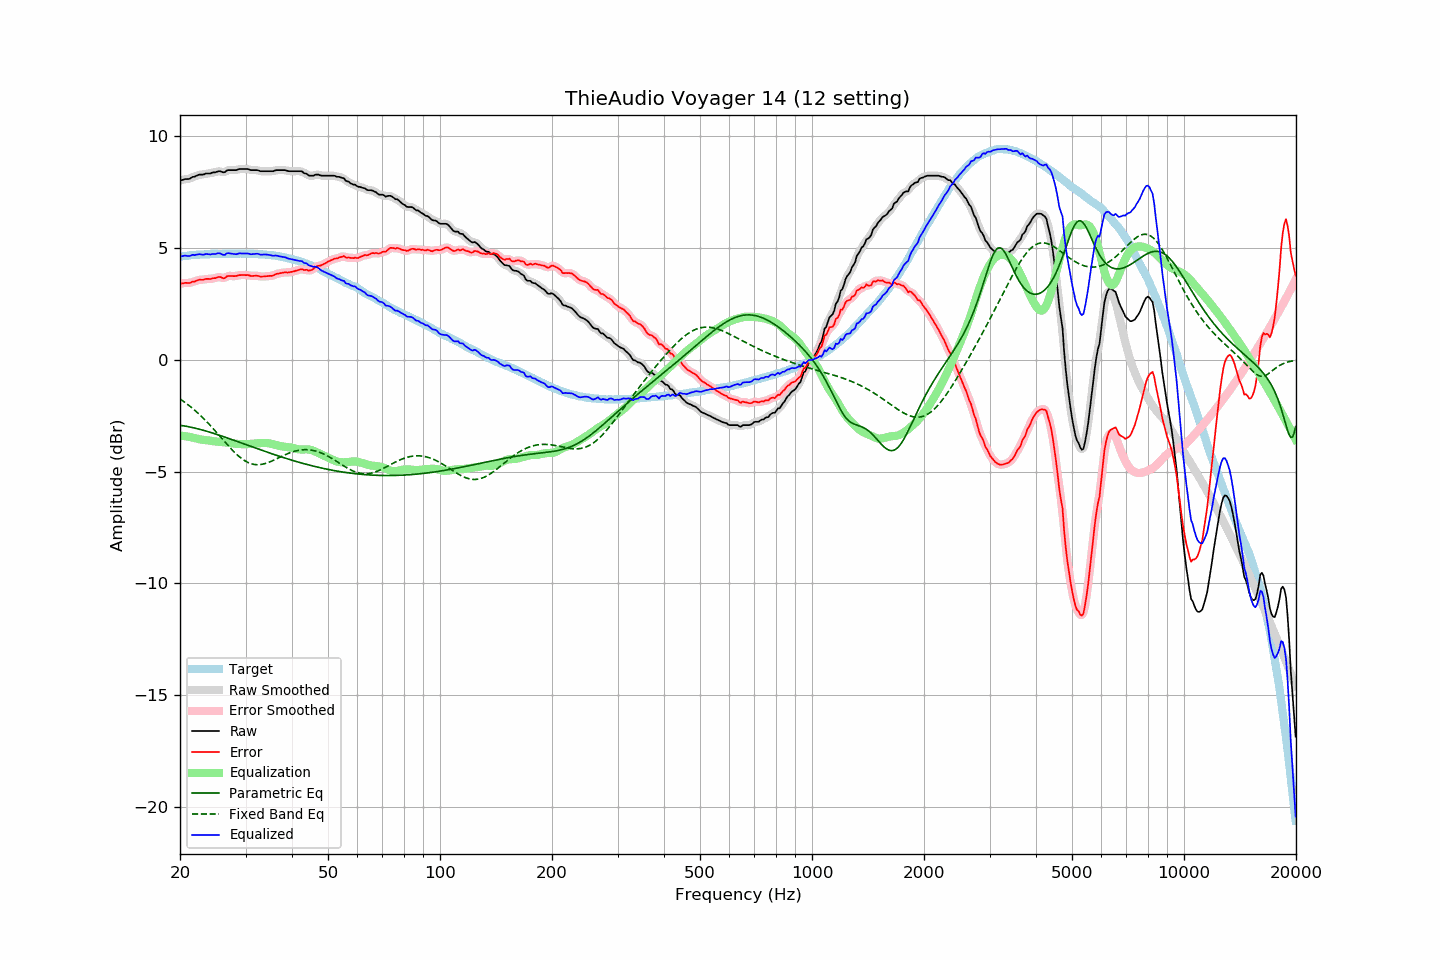 ThieAudio Voyager 14 (12 setting)
10
5
0
−5
−10
−15
−20
Amplitude (dBr)
Target
Raw Smoothed
Error Smoothed
Raw
Error
Equalization
Parametric Eq
Fixed Band Eq
Equalized
20 50 100 200 500 1000 2000 5000 10000 20000
Frequency (Hz)